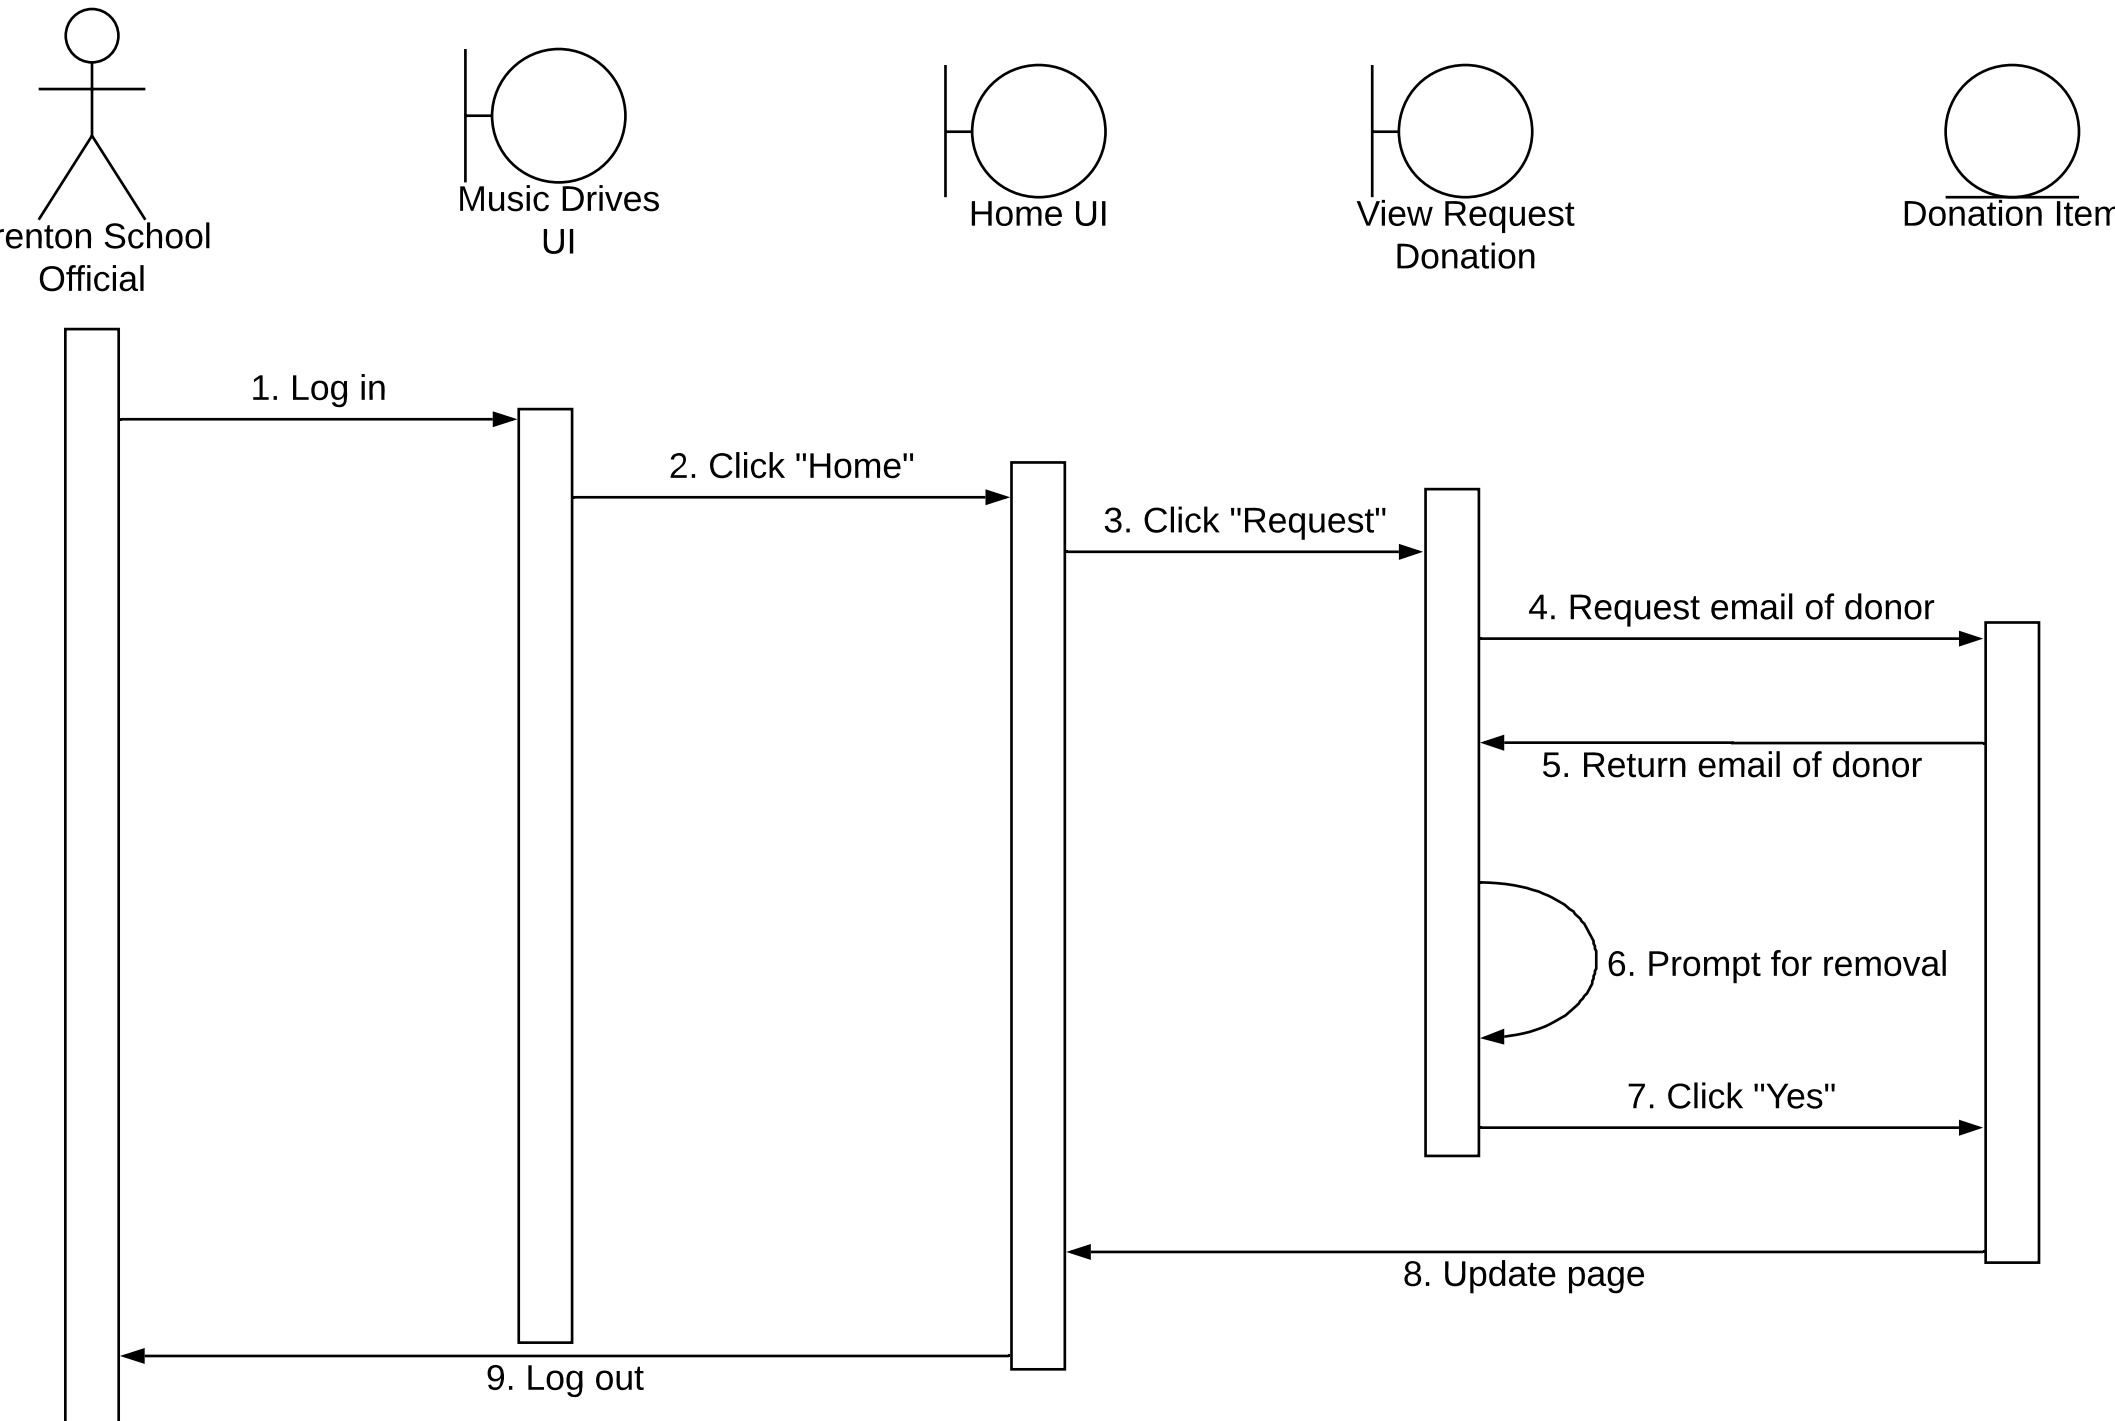 renton School
Official
Music Drives
UI
Home UI
View Request
Donation
Donation Item
1. Log in
2. Click "Home"
3. Click "Request"
4. Request email of donor
5. Return email of donor
6. Prompt for removal
7. Click "Yes"
8. Update page
9. Log out